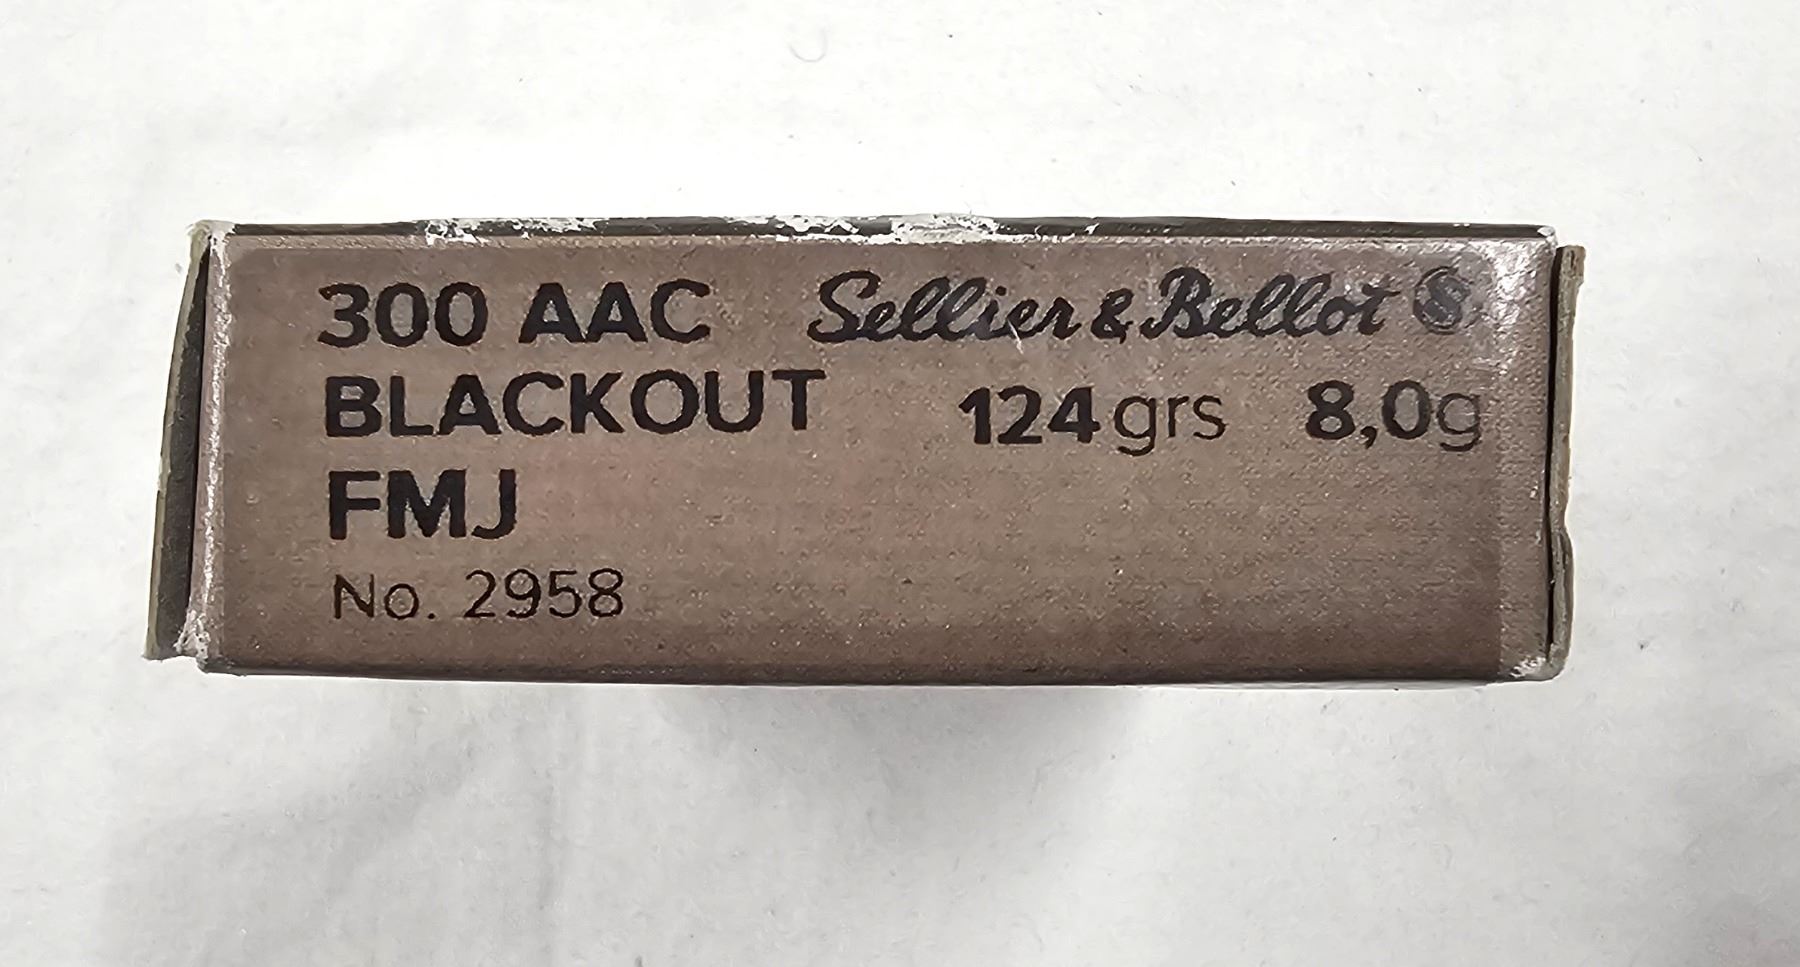 300 AAC Sellier & Bellot S
BLACKOUT 124grs 8,0g
FMJ
No. 2958